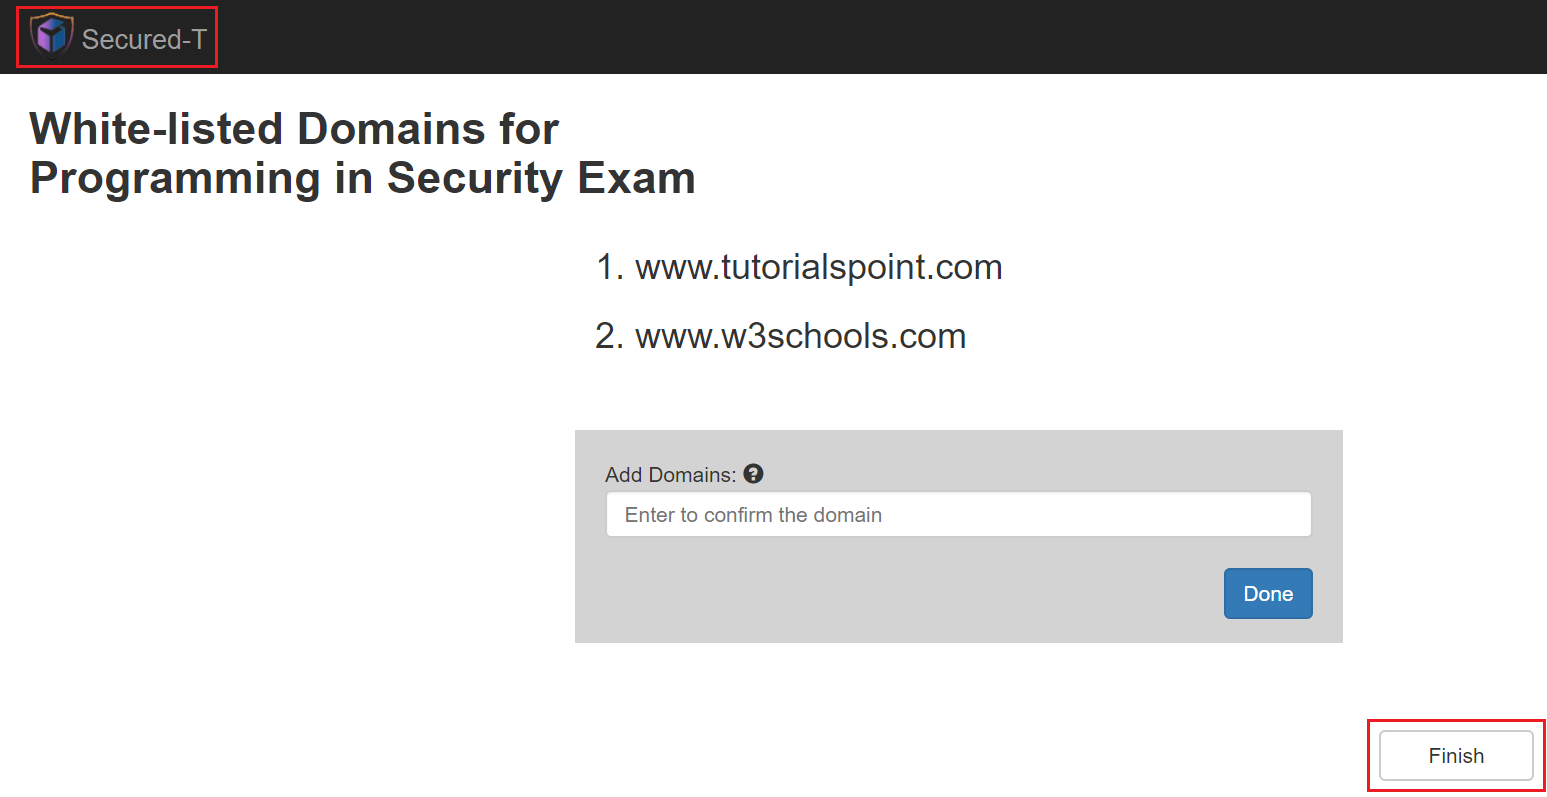 Secured-T
White-listed Domains for
Programming in Security Exam
1. www.tutorialspoint.com
2. www.w3schools.com
Add Domains: ?
Enter to confirm the domain
Done
Finish